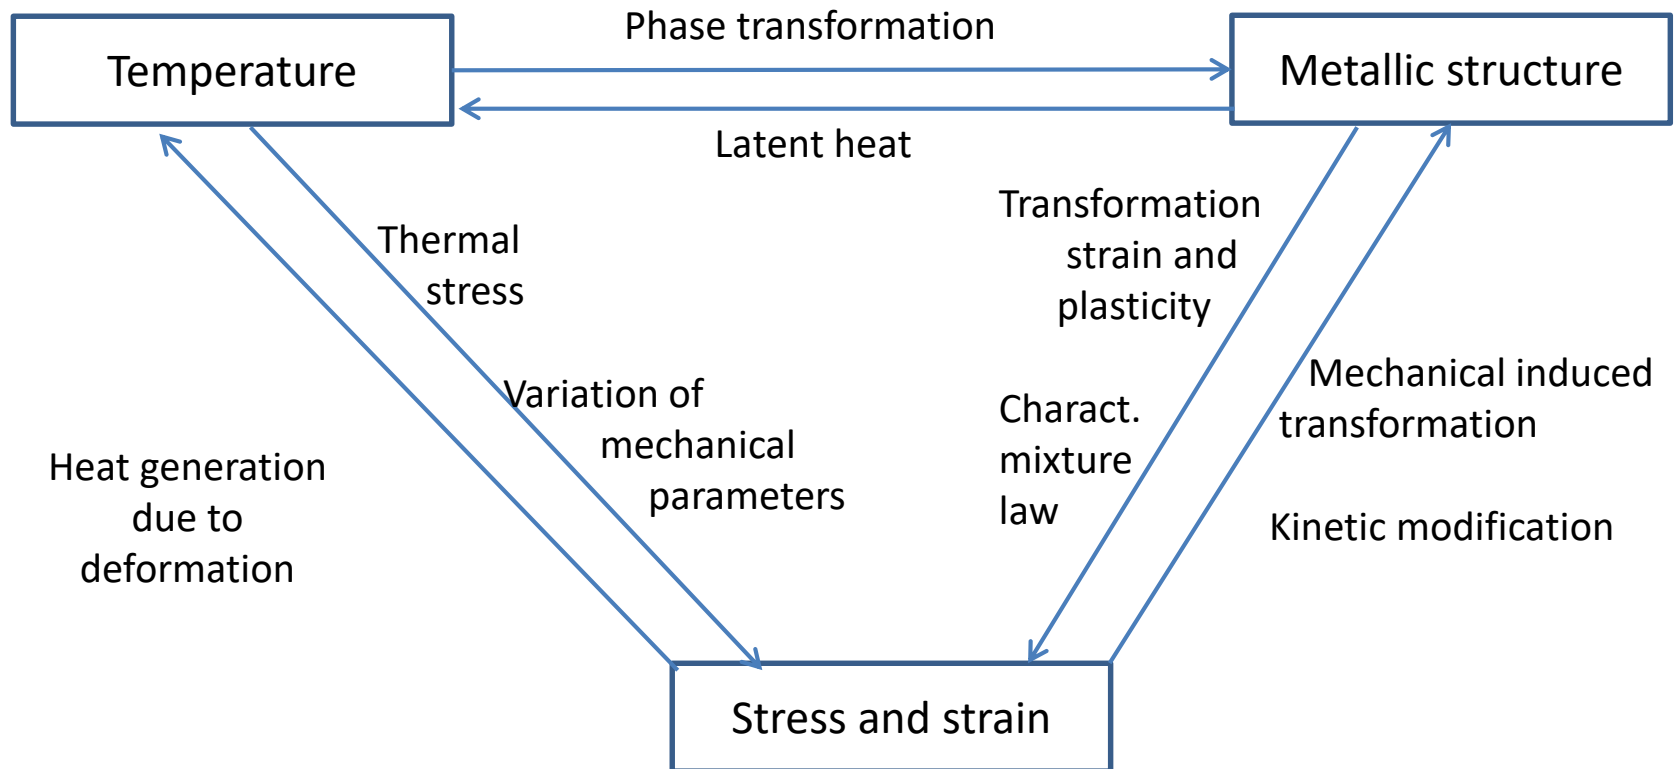 Phase transformation
Temperature
Metallic structure
Latent heat
Thermal
stress
Transformation
strain and
plasticity
Variation of
mechanical
parameters
Charact.
mixture
law
Mechanical induced
transformation
Heat generation
due to
deformation
Kinetic modification
Stress and strain